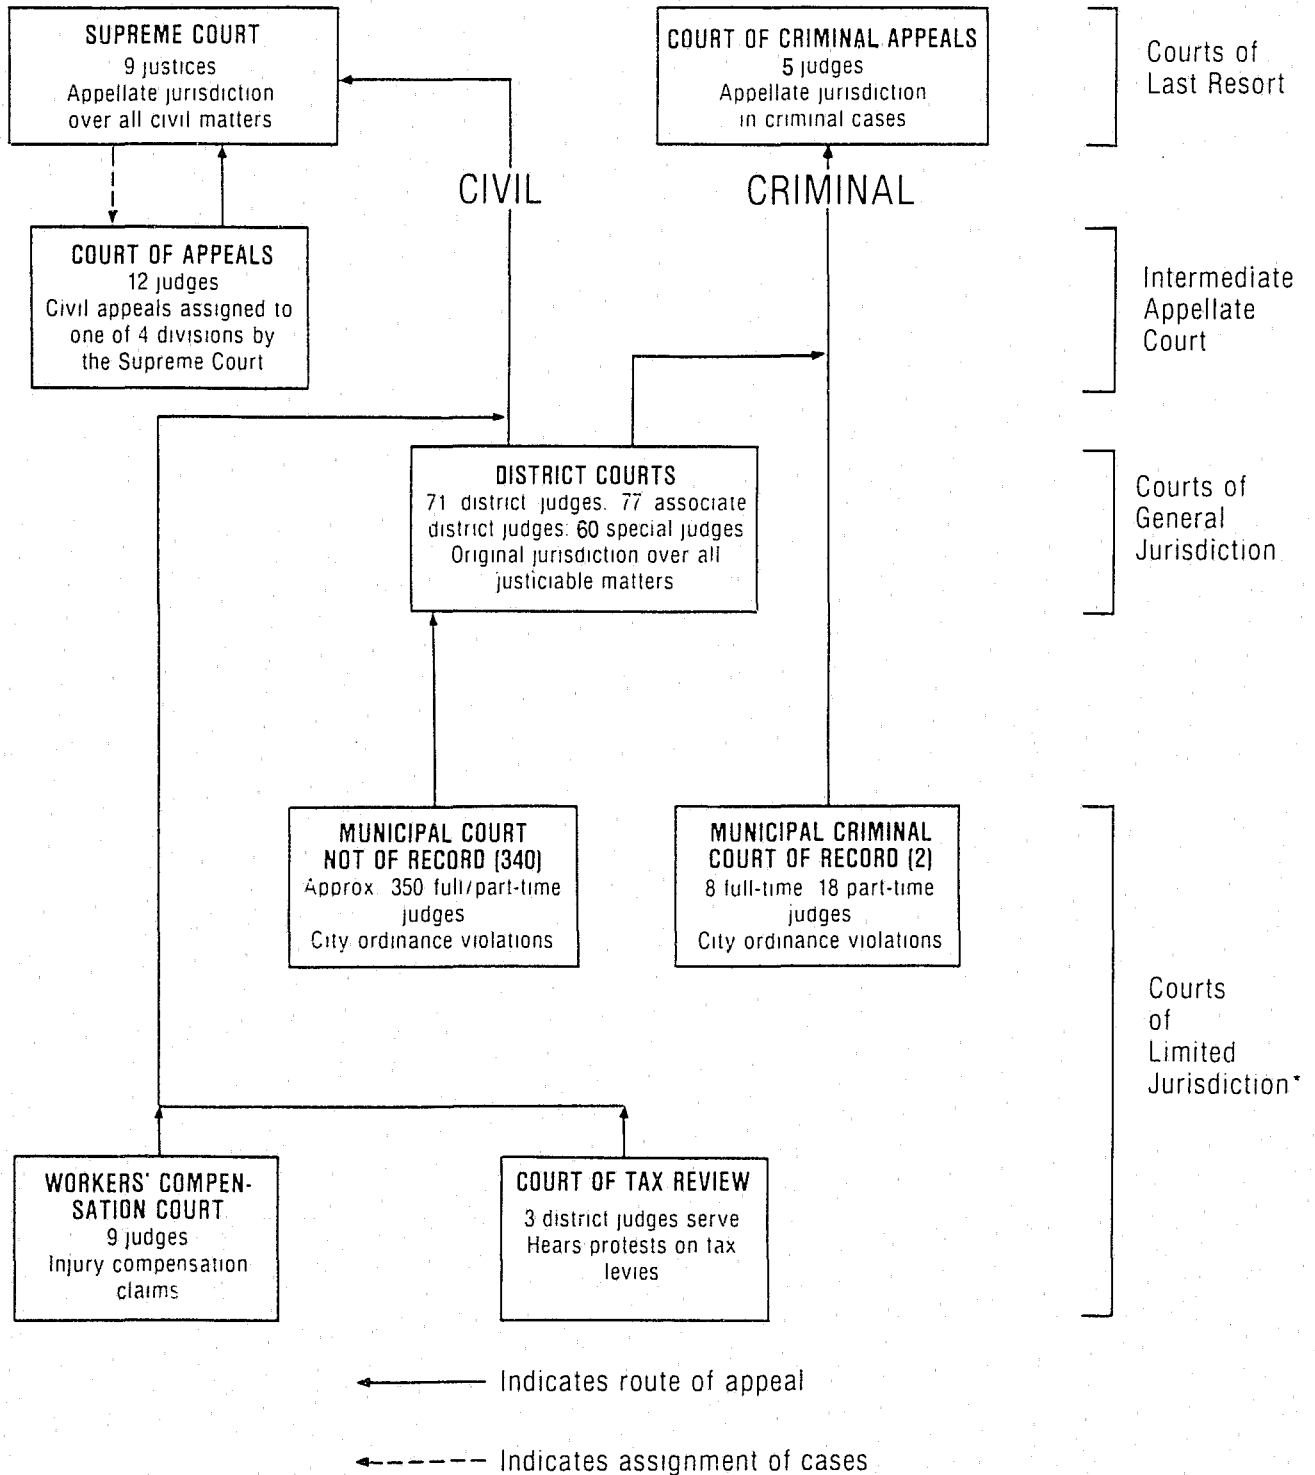 SUPREME COURT
9 justices
Appellate jurisdiction
over all civil matters
COURT OF CRIMINAL APPEALS
5 judges
Appellate jurisdiction
in criminal cases
Courts of
Last Resort
CIVIL
CRIMINAL
COURT OF APPEALS
12 judges
Civil appeals assigned to
one of 4 divisions by
the Supreme Court
Intermediate
Appellate
Court
DISTRICT COURTS
71 district judges. 77 associate
district judges: 60 special judges
Original jurisdiction over all
justiciable matters
Courts of
General
Jurisdiction
MUNICIPAL COURT
NOT OF RECORD (340)
Approx 350 full/part-time
judges
City ordinance violations
MUNICIPAL CRIMINAL
COURT OF RECORD (2)
8 full-time 18 part-time
judges
City ordinance violations
Courts
of
Limited
Jurisdiction*
WORKERS' COMPEN-
SATION COURT
9 judges
Injury compensation
claims
COURT OF TAX REVIEW
3 district judges serve
Hears protests on tax
levies
Indicates route of appeal
Indicates assignment of cases